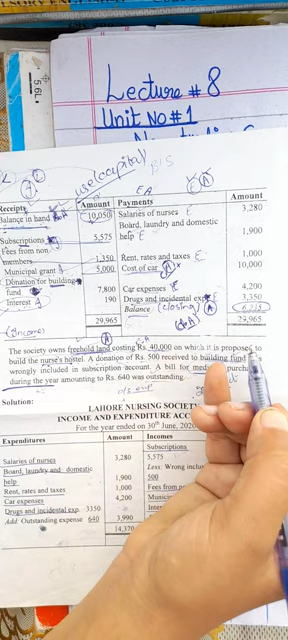 5.6L
Lecture # 8
Unit No # 1
use (capital) B/S
EA
Receipts Amount Payments Amount
Balance in hand 10,050 Salaries of nurses E 3,280
Board, laundry and domestic
Subscriptions 5,575 help E 1,900
Fees from non
members 1,350 Rent, rates and taxes E 1,000
Municipal grant 5,000 Cost of car A 10,000
Donation for building
fund 7,800 Car expenses E 4,200
Interest 190 Drugs and incidental exp. E 3,350
Balance (closing) A
29,965 29,965
(Income)
The society owns freehold land costing Rs. 40,000 on which it is proposed to
build the nurse's hostel. A donation of Rs. 500 received to building fund
wrongly included in subscription account. A bill for
during the year amounting to Rs. 640 was outstanding.
o/s exp
Solution:
LAHORE NURSING SOCIETY
INCOME AND EXPENDITURE
For the year ended on 30th June, 2020
Expenditures Amount Incomes
Subscriptions
Salaries of nurses 3,280 5,575
Board, laundry and domestic Less: Wrong
help 1,900 500
Rent, rates and taxes 1,000 Fees from
Car expenses 4,200
Drugs and incidental exp. 3350
Add: Outstanding expense 640 3,990
14,370